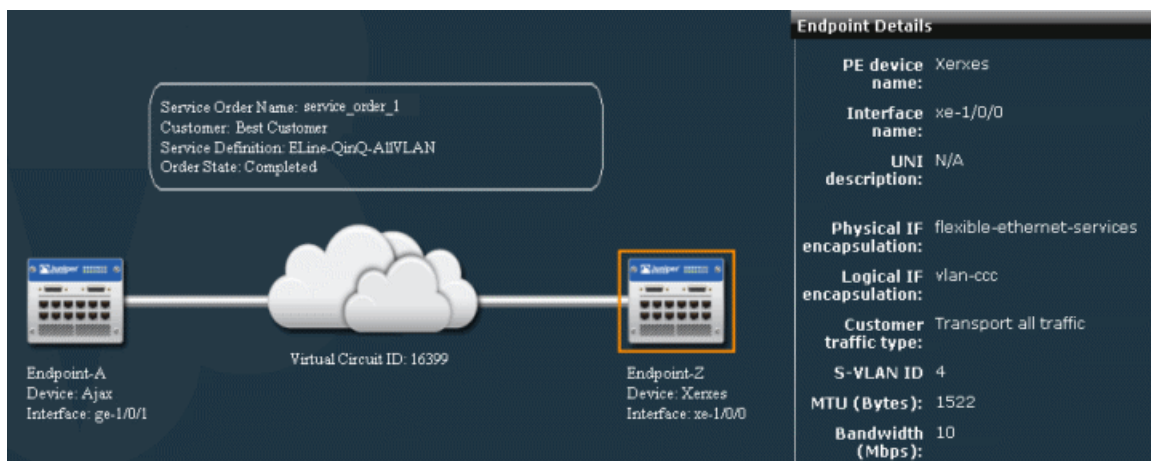 Service Order Name: service_order_1
Customer: Best Customer
Service Definition: ELine-QinQ-AllVLAN
Order State: Completed
Juniper
Juniper
Virtual Circuit ID: 16399
Endpoint-A
Device: Ajax
Interface: ge-1/0/1
Endpoint-Z
Device: Xerxes
Interface: xe-1/0/0
Endpoint Details
PE device Xerxes
name:
Interface xe-1/0/0
name:
UNI N/A
description:
Physical IF flexible-ethernet-services
encapsulation:
Logical IF vlan-ccc
encapsulation:
Customer Transport all traffic
traffic type:
S-VLAN ID 4
MTU (Bytes): 1522
Bandwidth 10
(Mbps):